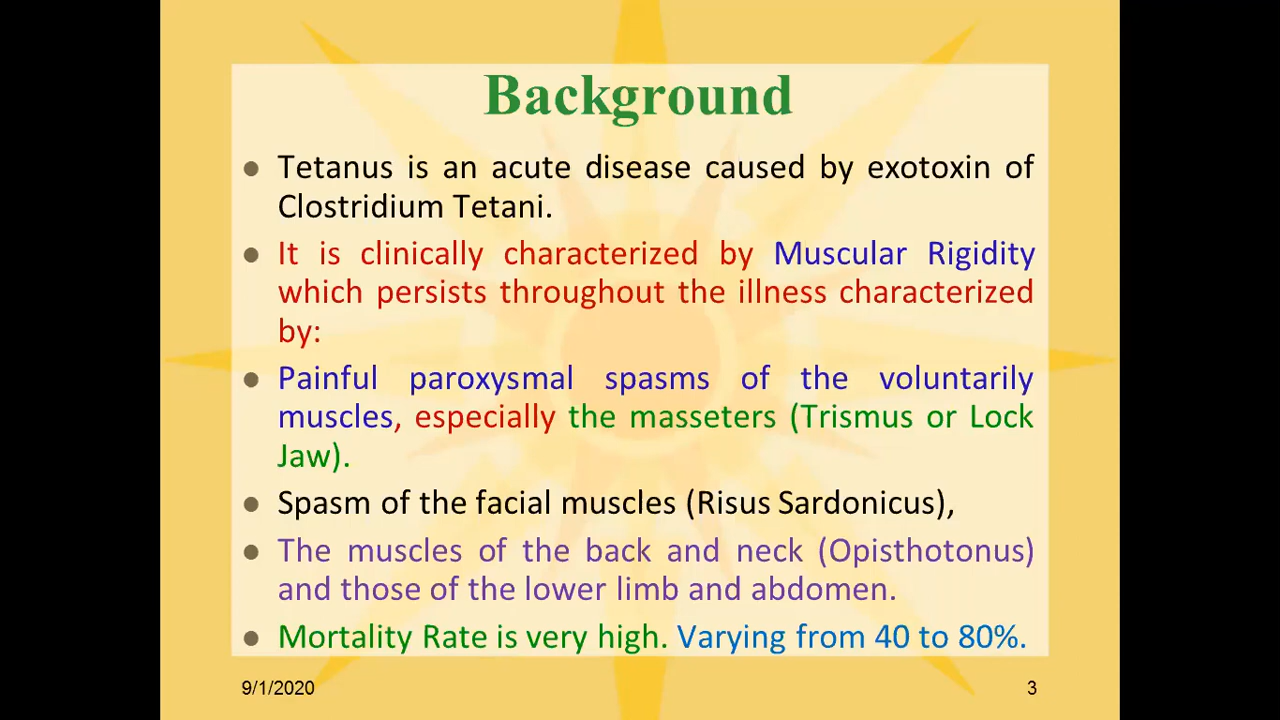 Background
● Tetanus is an acute disease caused by exotoxin of
Clostridium Tetani.
● It is clinically characterized by Muscular Rigidity
which persists throughout the illness characterized
by:
● Painful paroxysmal spasms of the voluntarily
muscles, especially the masseters (Trismus or Lock
Jaw).
● Spasm of the facial muscles (Risus Sardonicus),
● The muscles of the back and neck (Opisthotonus)
and those of the lower limb and abdomen.
● Mortality Rate is very high. Varying from 40 to 80%.
9/1/2020
3